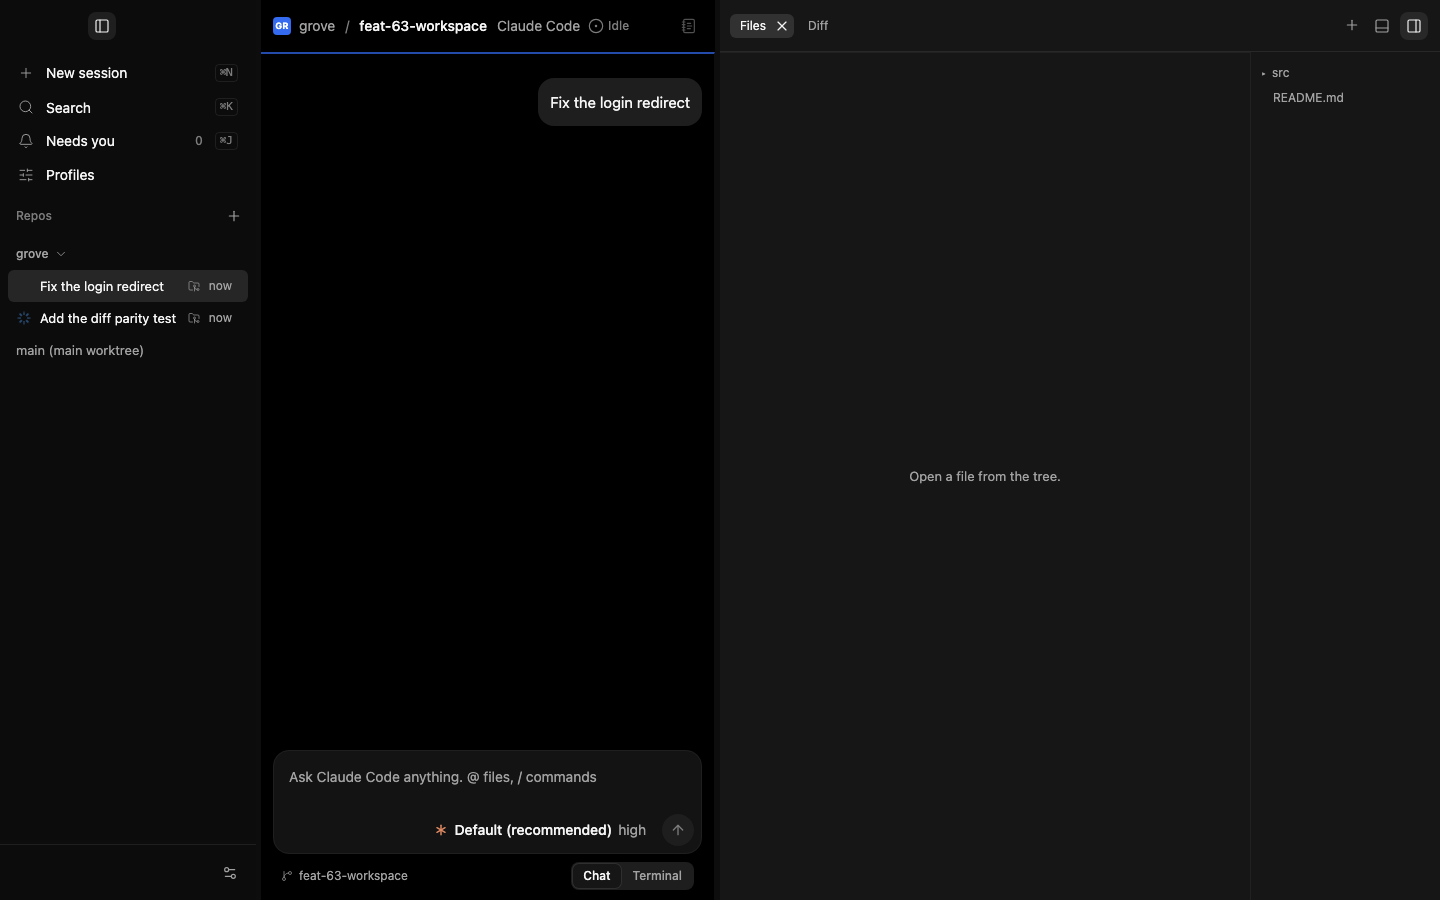 New session ⌘N
Search ⌘K
Needs you 0 ⌘J
Profiles
Repos
grove
Fix the login redirect now
Add the diff parity test now
main (main worktree)
GR grove / feat-63-workspace Claude Code Idle
Fix the login redirect
Ask Claude Code anything. @ files, / commands
Default (recommended) high
feat-63-workspace Chat Terminal
Files Diff
Open a file from the tree.
src
README.md